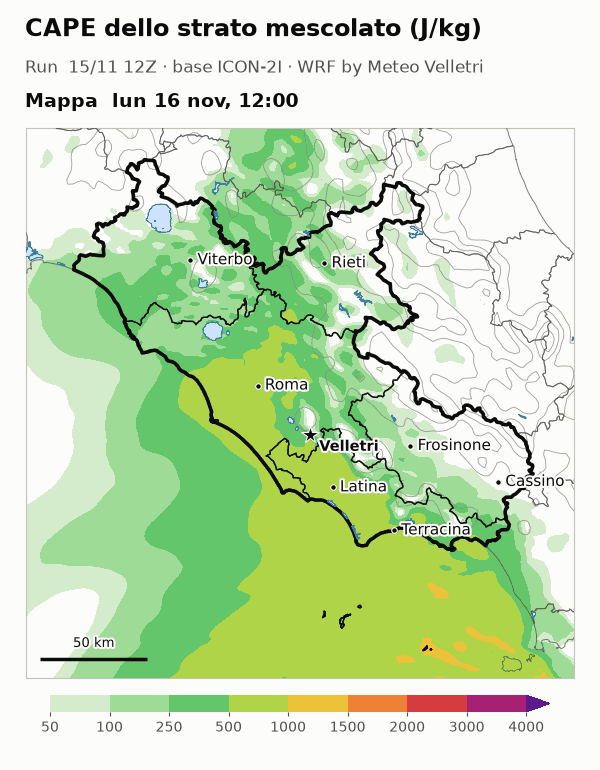 CAPE dello strato mescolato (J/kg)
Run  15/11 12Z · base ICON-2I · WRF by Meteo Velletri
Mappa  lun 16 nov, 12:00
Viterbo
Rieti
Roma
Velletri
Frosinone
Cassino
Latina
Terracina
50 km
50 100 250 500 1000 1500 2000 3000 4000